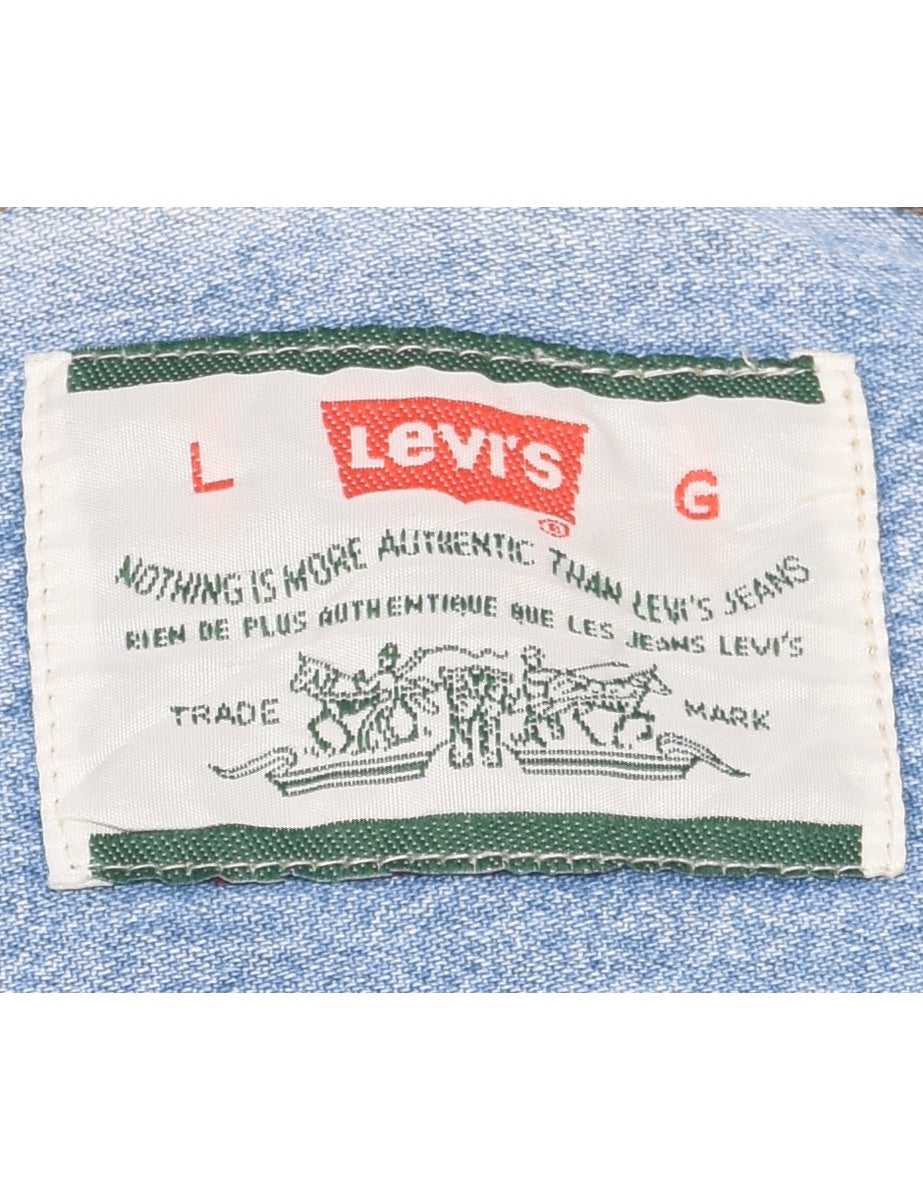 L Levi's G
®
NOTHING IS MORE AUTHENTIC THAN LEVI'S JEANS
RIEN DE PLUS AUTHENTIQUE QUE LES JEANS LEVI'S
TRADE MARK